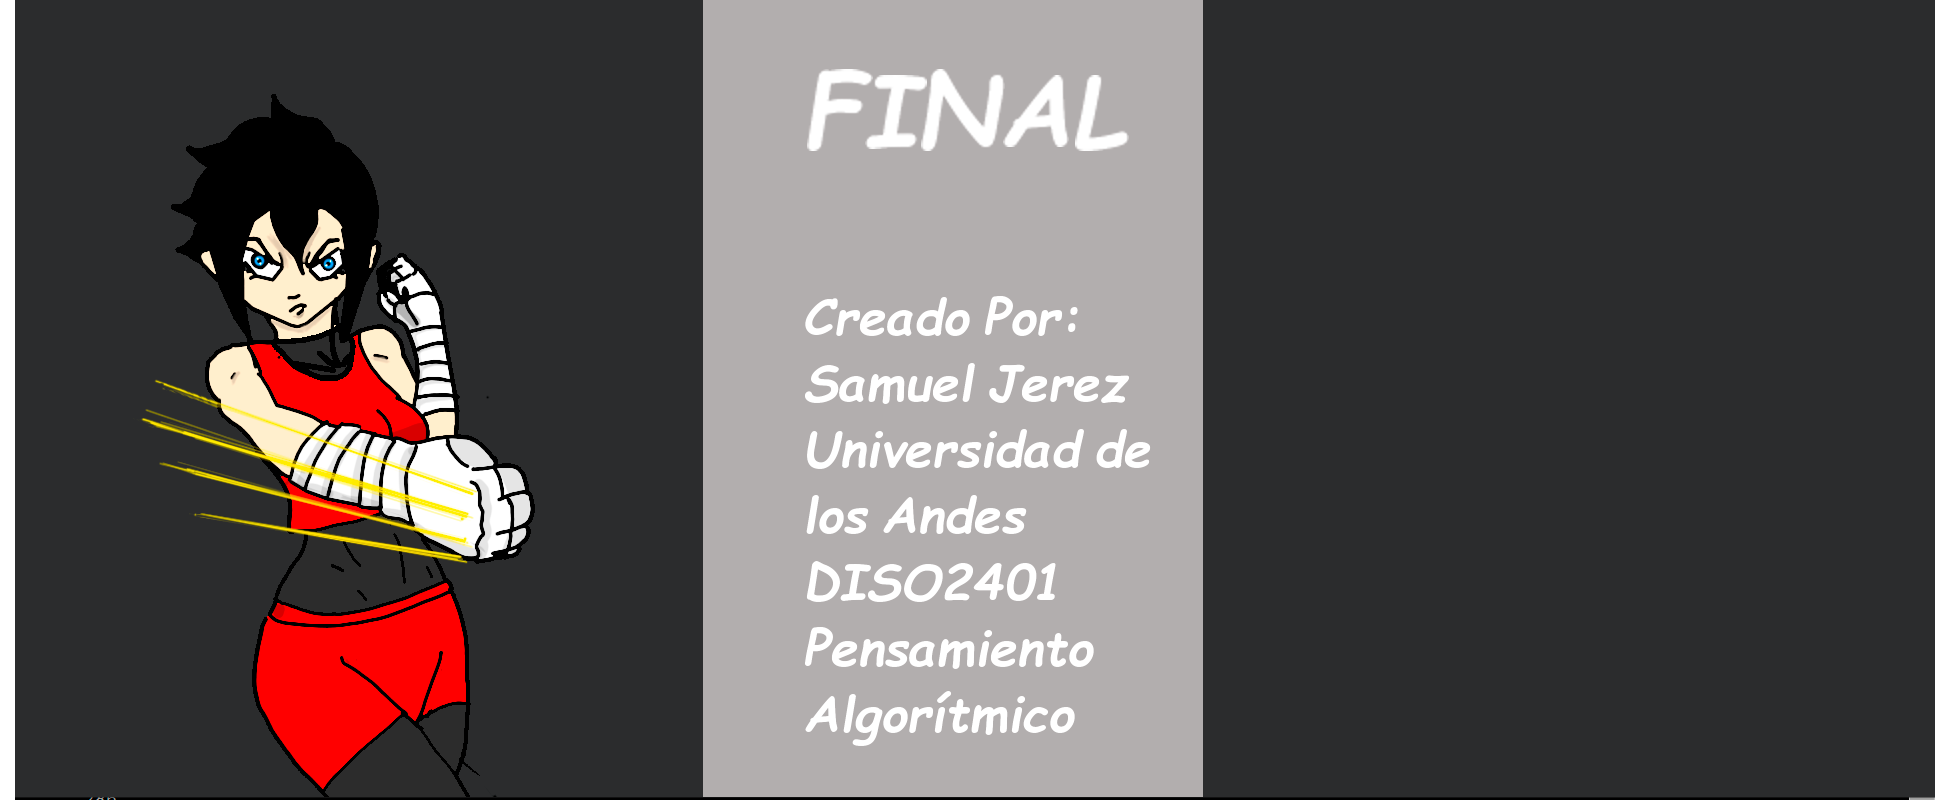 FINAL
Creado Por:
Samuel Jerez
Universidad de
los Andes
DISO2401
Pensamiento
Algorítmico